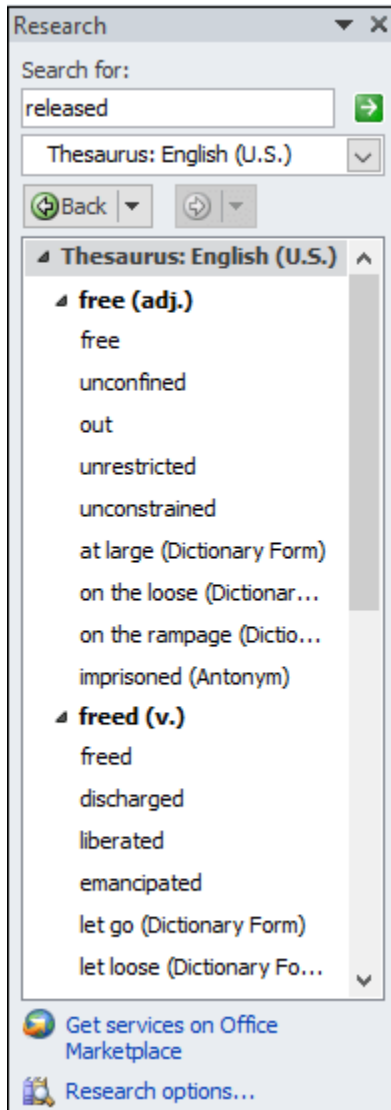 Research
Search for:
released
Thesaurus: English (U.S.)
Back
Thesaurus: English (U.S.)
free (adj.)
free
unconfined
out
unrestricted
unconstrained
at large (Dictionary Form)
on the loose (Dictionar...
on the rampage (Dictio...
imprisoned (Antonym)
freed (v.)
freed
discharged
liberated
emancipated
let go (Dictionary Form)
let loose (Dictionary Fo...
Get services on Office
Marketplace
Research options...